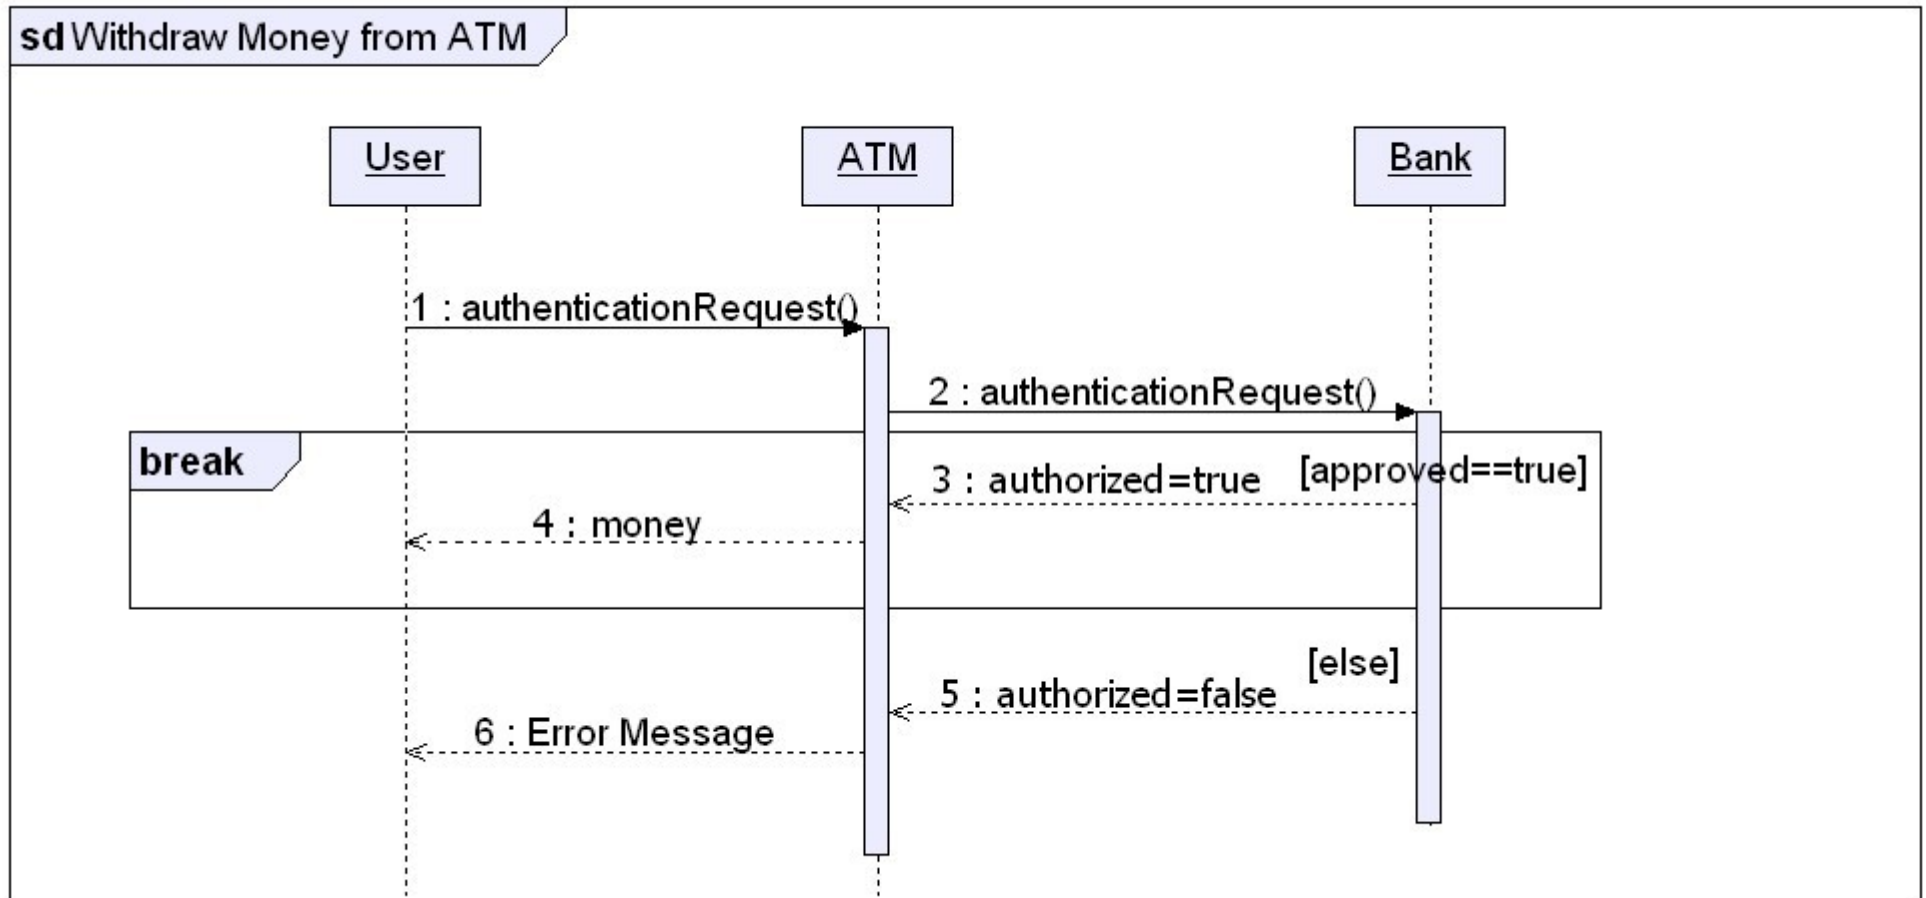 sd Withdraw Money from ATM
User
ATM
Bank
1 : authenticationRequest()
2 : authenticationRequest()
break
[approved==true]
3 : authorized=true
4 : money
[else]
5 : authorized=false
6 : Error Message